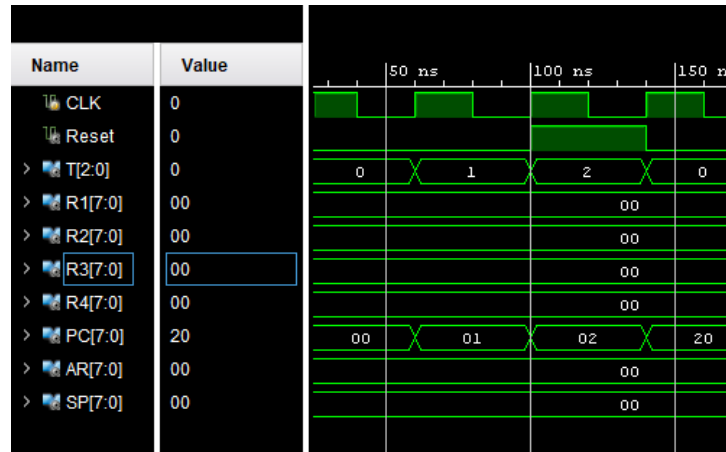 Name Value 50 ns 100 ns 150 n
CLK 0
Reset 0
T[2:0] 0 0 1 2 0
R1[7:0] 00 00
R2[7:0] 00 00
R3[7:0] 00 00
R4[7:0] 00 00
PC[7:0] 20 00 01 02 20
AR[7:0] 00 00
SP[7:0] 00 00